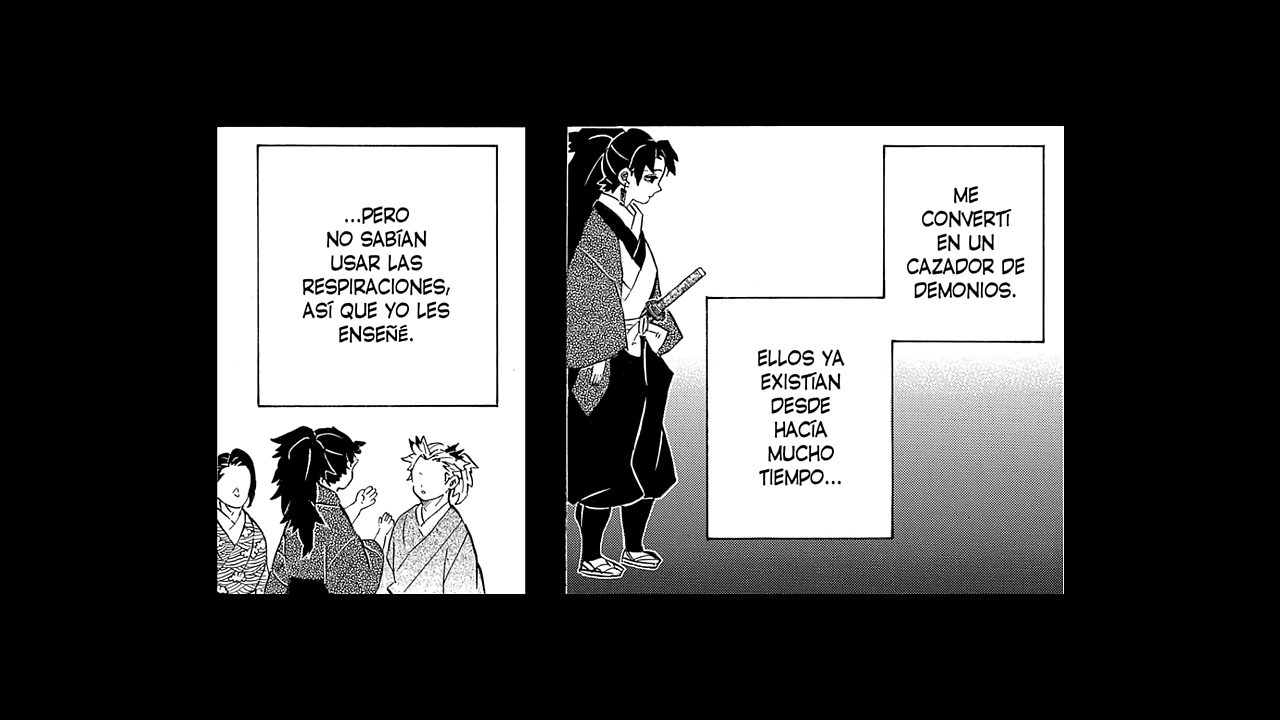 ME
CONVERTÍ
EN UN
CAZADOR DE
DEMONIOS.
ELLOS YA
EXISTÍAN
DESDE
HACÍA
MUCHO
TIEMPO...
...PERO
NO SABÍAN
USAR LAS
RESPIRACIONES,
ASÍ QUE YO LES
ENSEÑÉ.